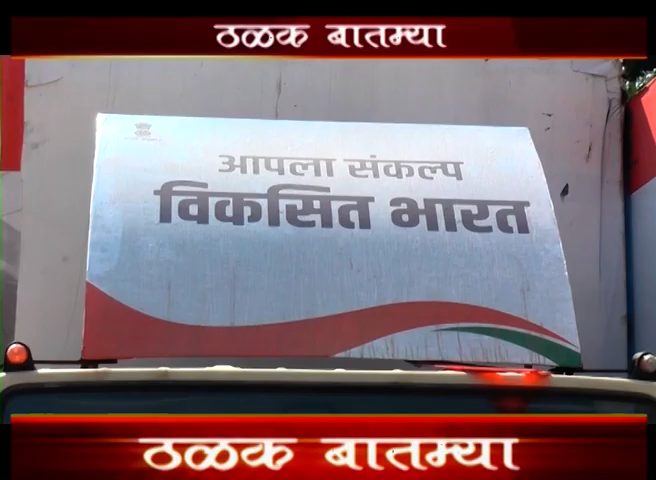 ठळक बातम्या
आपला संकल्प
विकसित भारत
ठळक बातम्या